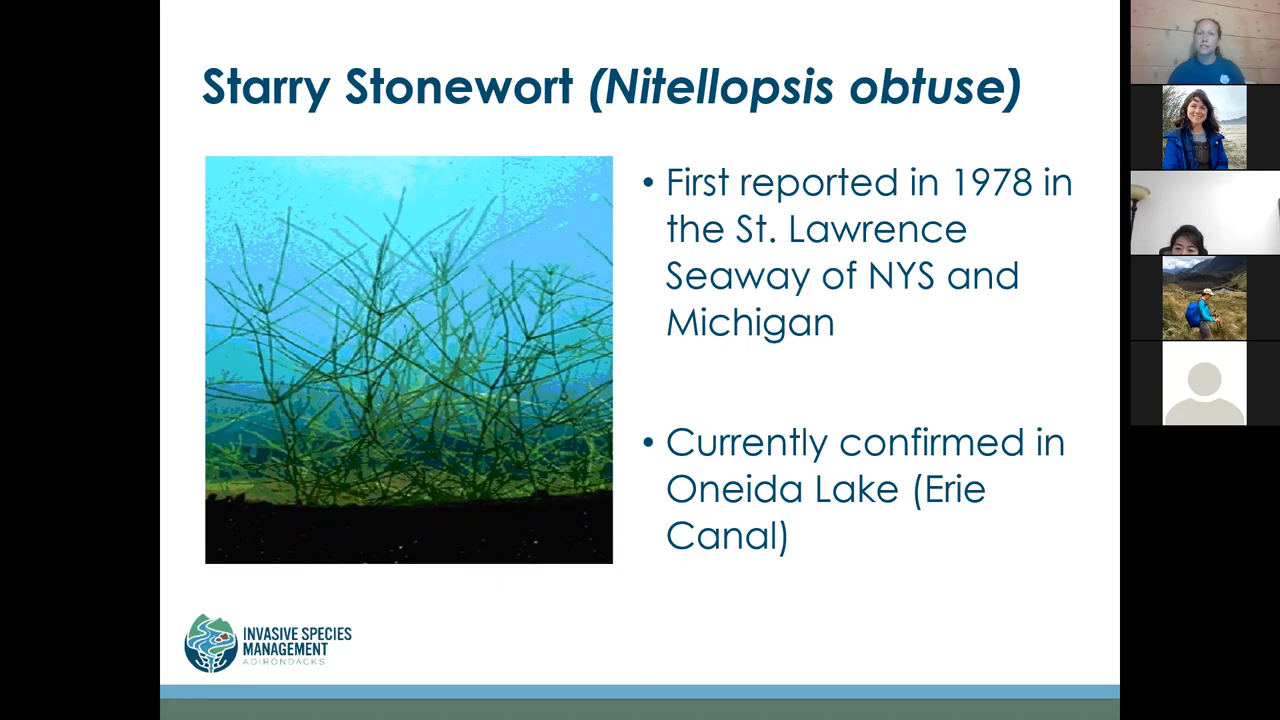 Starry Stonewort (Nitellopsis obtuse)
• First reported in 1978 in
the St. Lawrence
Seaway of NYS and
Michigan
• Currently confirmed in
Oneida Lake (Erie
Canal)
INVASIVE SPECIES
MANAGEMENT
ADIRONDACKS